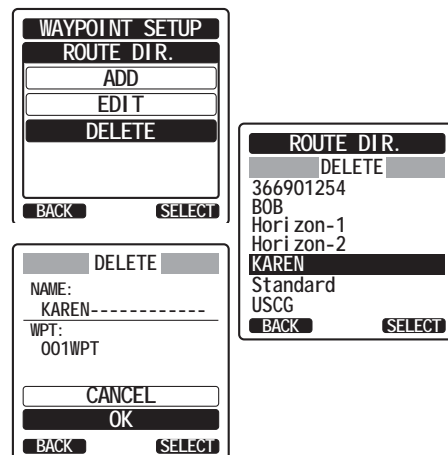 WAYPOINT SETUP
ROUTE DIR.
ADD
EDIT
DELETE
BACK SELECT
ROUTE DIR.
DELETE
366901254
BOB
Horizon-1
Horizon-2
KAREN
Standard
USCG
BACK SELECT
DELETE
NAME:
KAREN------------
WPT:
001WPT
CANCEL
OK
BACK SELECT